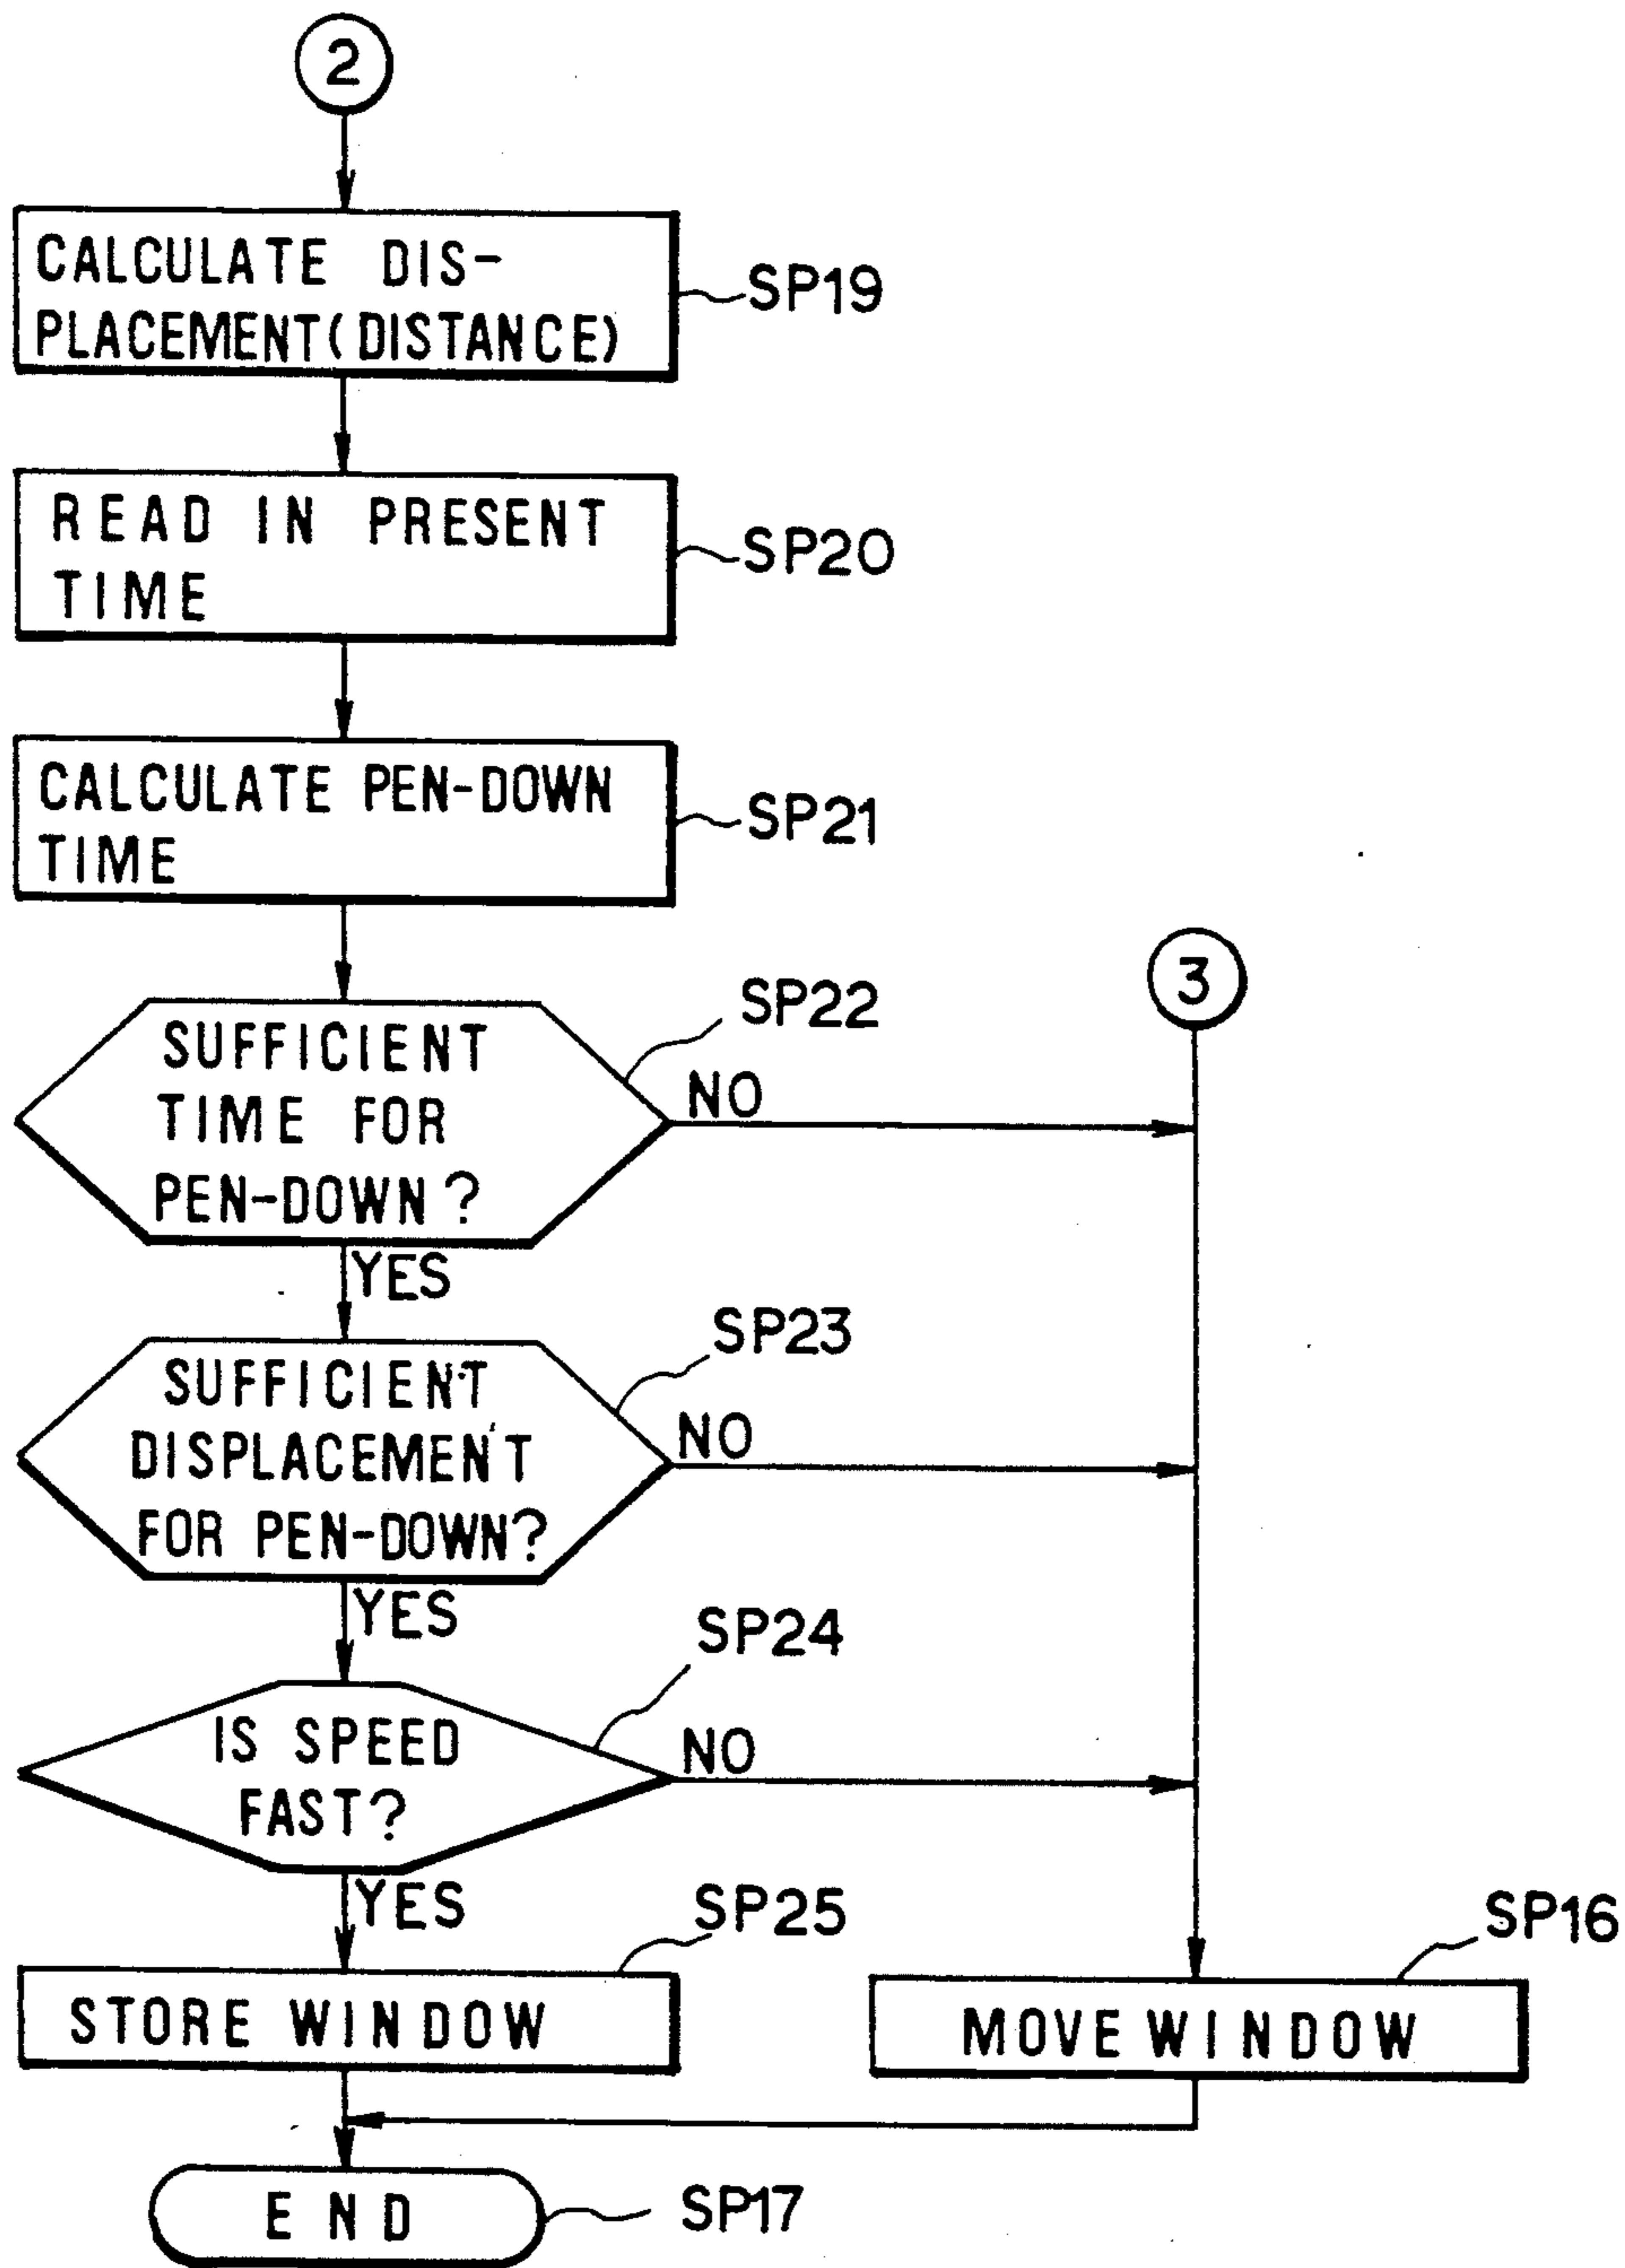 2
CALCULATE DIS-
PLACEMENT(DISTANCE)
SP19
READ IN PRESENT
TIME
SP20
CALCULATE PEN-DOWN
TIME
SP21
3
SP22
SUFFICIENT
TIME FOR
PEN-DOWN?
NO
YES
SP23
SUFFICIENT
DISPLACEMENT
FOR PEN-DOWN?
NO
YES
SP24
IS SPEED
FAST?
NO
YES
SP25
STORE WINDOW
SP16
MOVE WINDOW
END
SP17